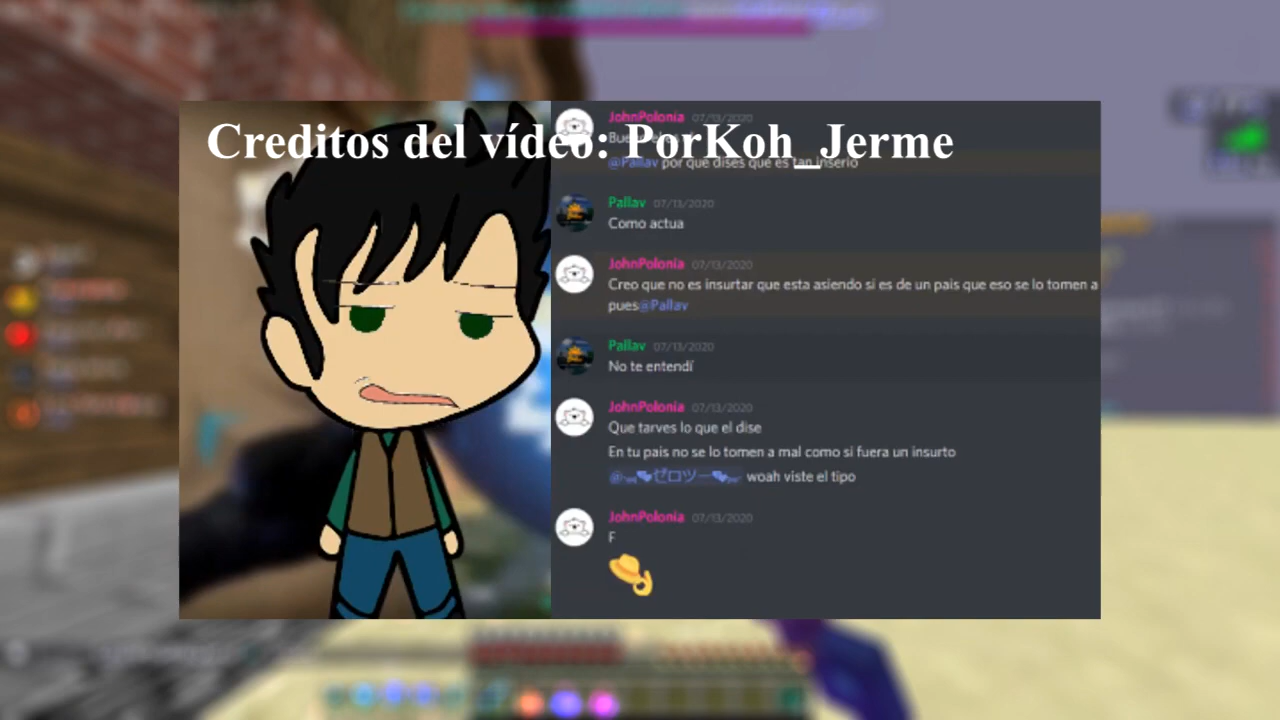 Creditos del vídeo: PorKoh_Jerme
JohnPolonia 07/13/2020
@Pallav por que dises que es tan inserio
Pallav 07/13/2020
Como actua
JohnPolonia 07/13/2020
Creo que no es insurtar que esta asiendo si es de un pais que eso se lo tomen a
pues@Pallav
Pallav 07/13/2020
No te entendí
JohnPolonia 07/13/2020
Que tarves lo que el dise
En tu pais no se lo tomen a mal como si fuera un insurto
ゼロツー woah viste el tipo
JohnPolonia 07/13/2020
F